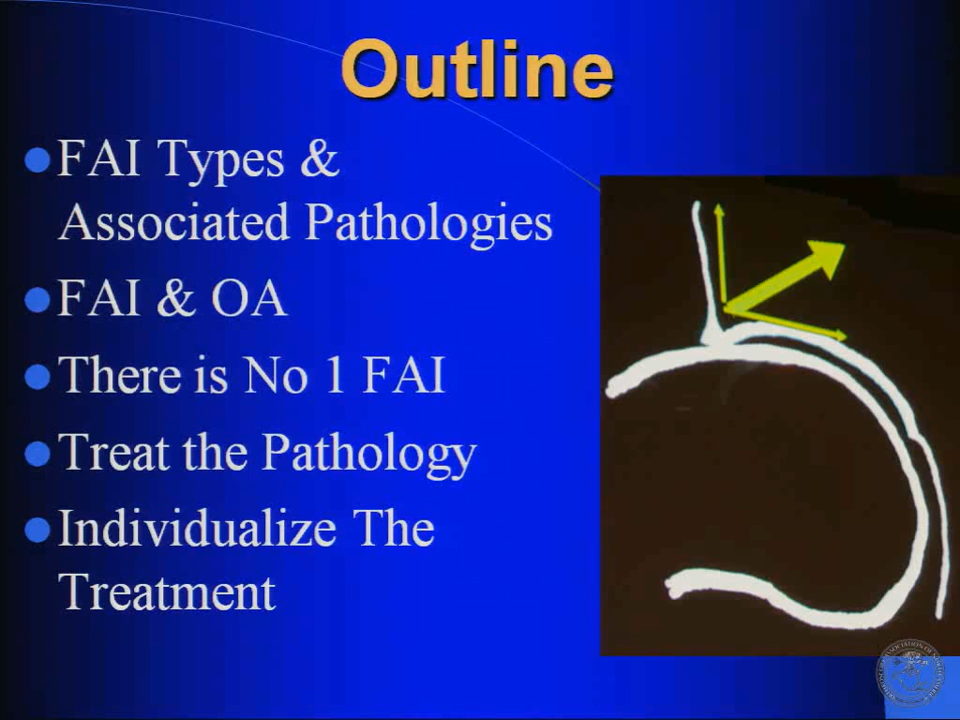 Outline
FAI Types &
Associated Pathologies
FAI & OA
There is No 1 FAI
Treat the Pathology
Individualize The
Treatment